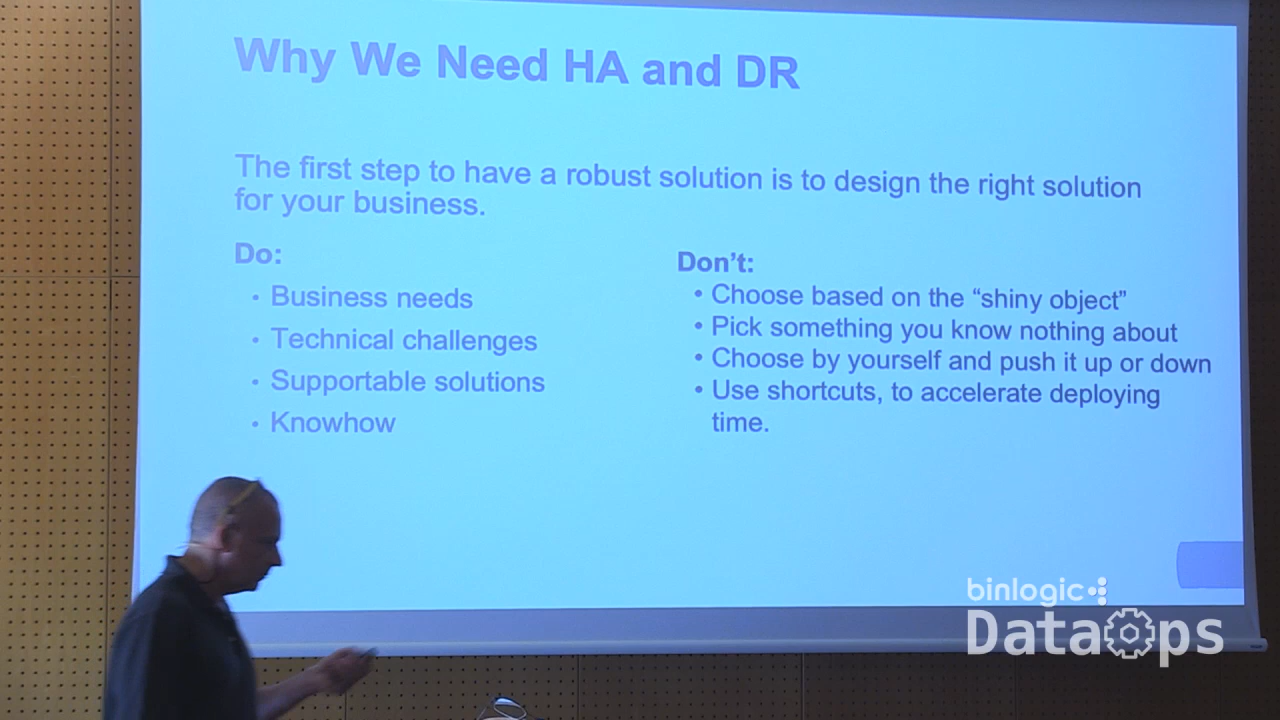 Why We Need HA and DR
The first step to have a robust solution is to design the right solution
for your business.
Do:
• Business needs
• Technical challenges
• Supportable solutions
• Knowhow
Don't:
• Choose based on the “shiny object”
• Pick something you know nothing about
• Choose by yourself and push it up or down
• Use shortcuts, to accelerate deploying
time.
binlogic
DataOps